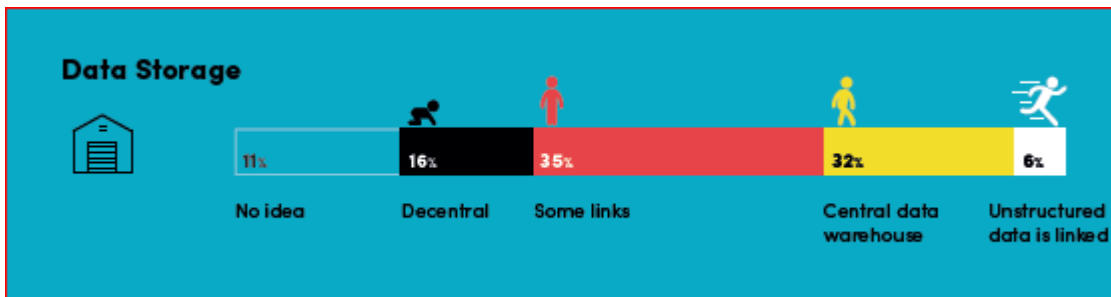 Data Storage
11%
16%
35%
32%
6%
No idea
Decentral
Some links
Central data
warehouse
Unstructured
data is linked